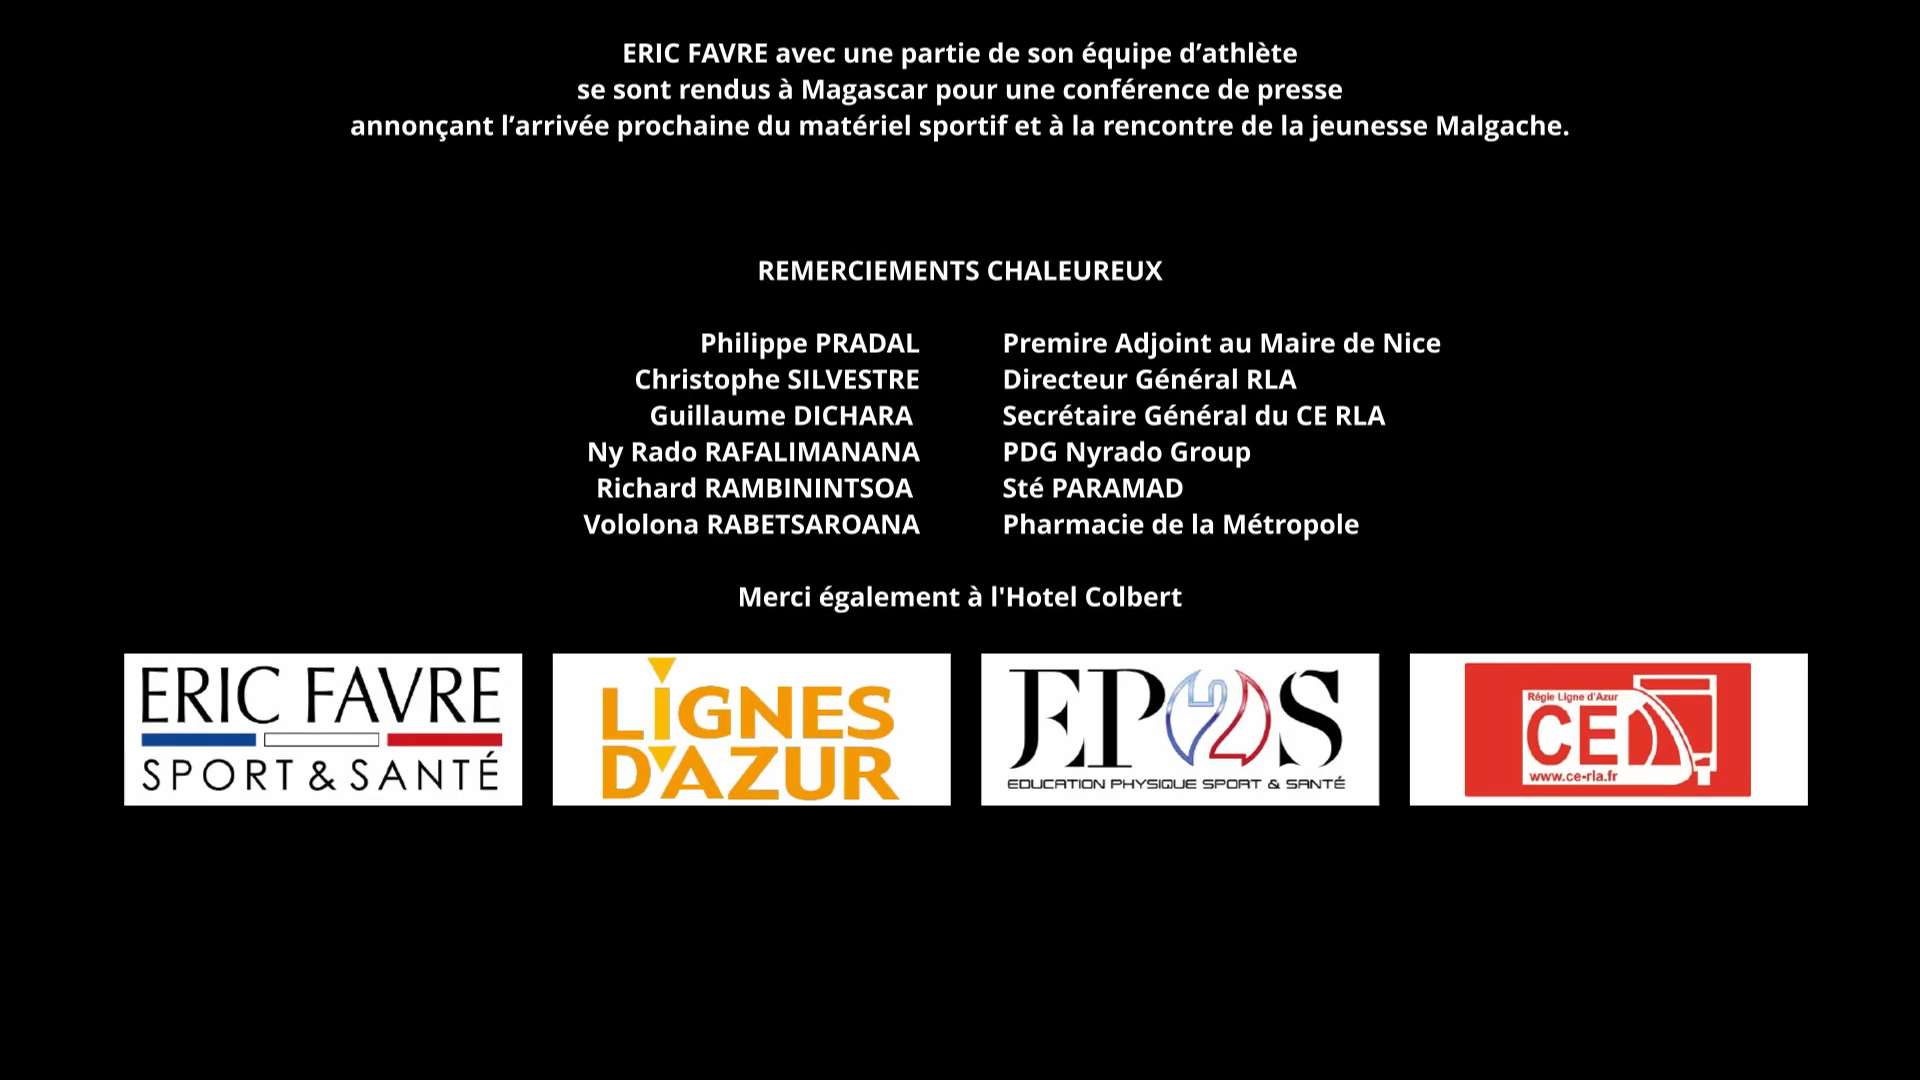 ERIC FAVRE avec une partie de son équipe d’athlète
se sont rendus à Magascar pour une conférence de presse
annonçant l’arrivée prochaine du matériel sportif et à la rencontre de la jeunesse Malgache.
REMERCIEMENTS CHALEUREUX
Philippe PRADAL Premire Adjoint au Maire de Nice
Christophe SILVESTRE Directeur Général RLA
Guillaume DICHARA Secrétaire Général du CE RLA
Ny Rado RAFALIMANANA PDG Nyrado Group
Richard RAMBININTSOA Sté PARAMAD
Vololona RABETSAROANA Pharmacie de la Métropole
Merci également à l'Hotel Colbert
ERIC FAVRE
SPORT & SANTÉ
LIGNES
D'AZUR
EP2S
EDUCATION PHYSIQUE SPORT & SANTÉ
Régie Ligne d'Azur
CE
www.ce-rla.fr